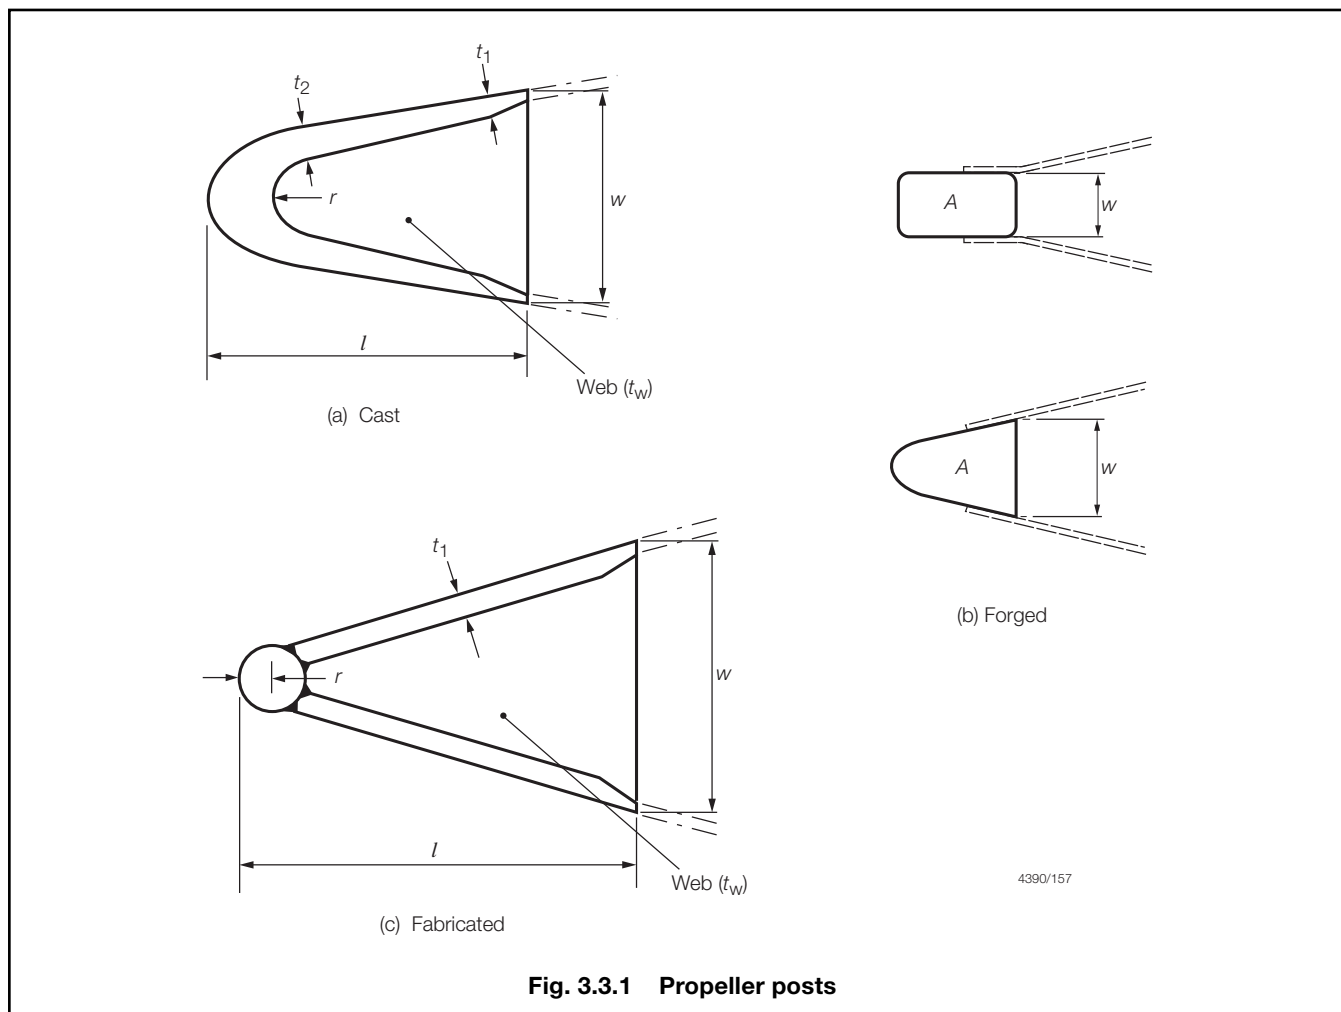 t1
t2
r
w
l
Web (tw)
(a) Cast
A
w
A
w
(b) Forged
t1
r
w
l
Web (tw)
(c) Fabricated
4390/157
Fig. 3.3.1 Propeller posts